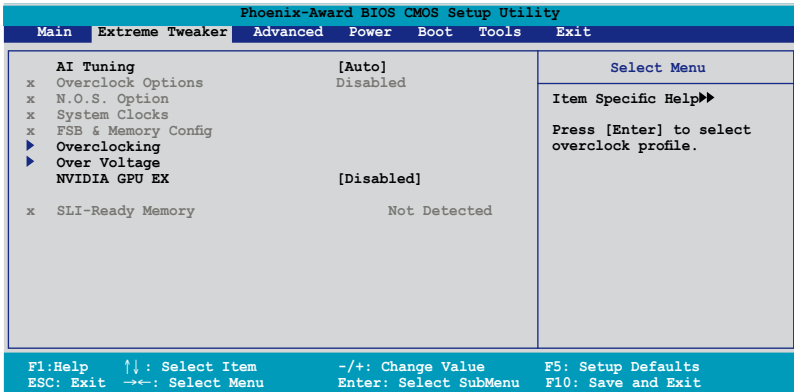 Phoenix-Award BIOS CMOS Setup Utility
Main Extreme Tweaker Advanced Power Boot Tools Exit
AI Tuning [Auto]
x Overclock Options Disabled
x N.O.S. Option
x System Clocks
x FSB & Memory Config
Overclocking
Over Voltage
NVIDIA GPU EX [Disabled]
x SLI-Ready Memory Not Detected
Select Menu
Item Specific Help
Press [Enter] to select
overclock profile.
F1:Help ↑↓: Select Item -/+: Change Value F5: Setup Defaults
ESC: Exit →←: Select Menu Enter: Select SubMenu F10: Save and Exit